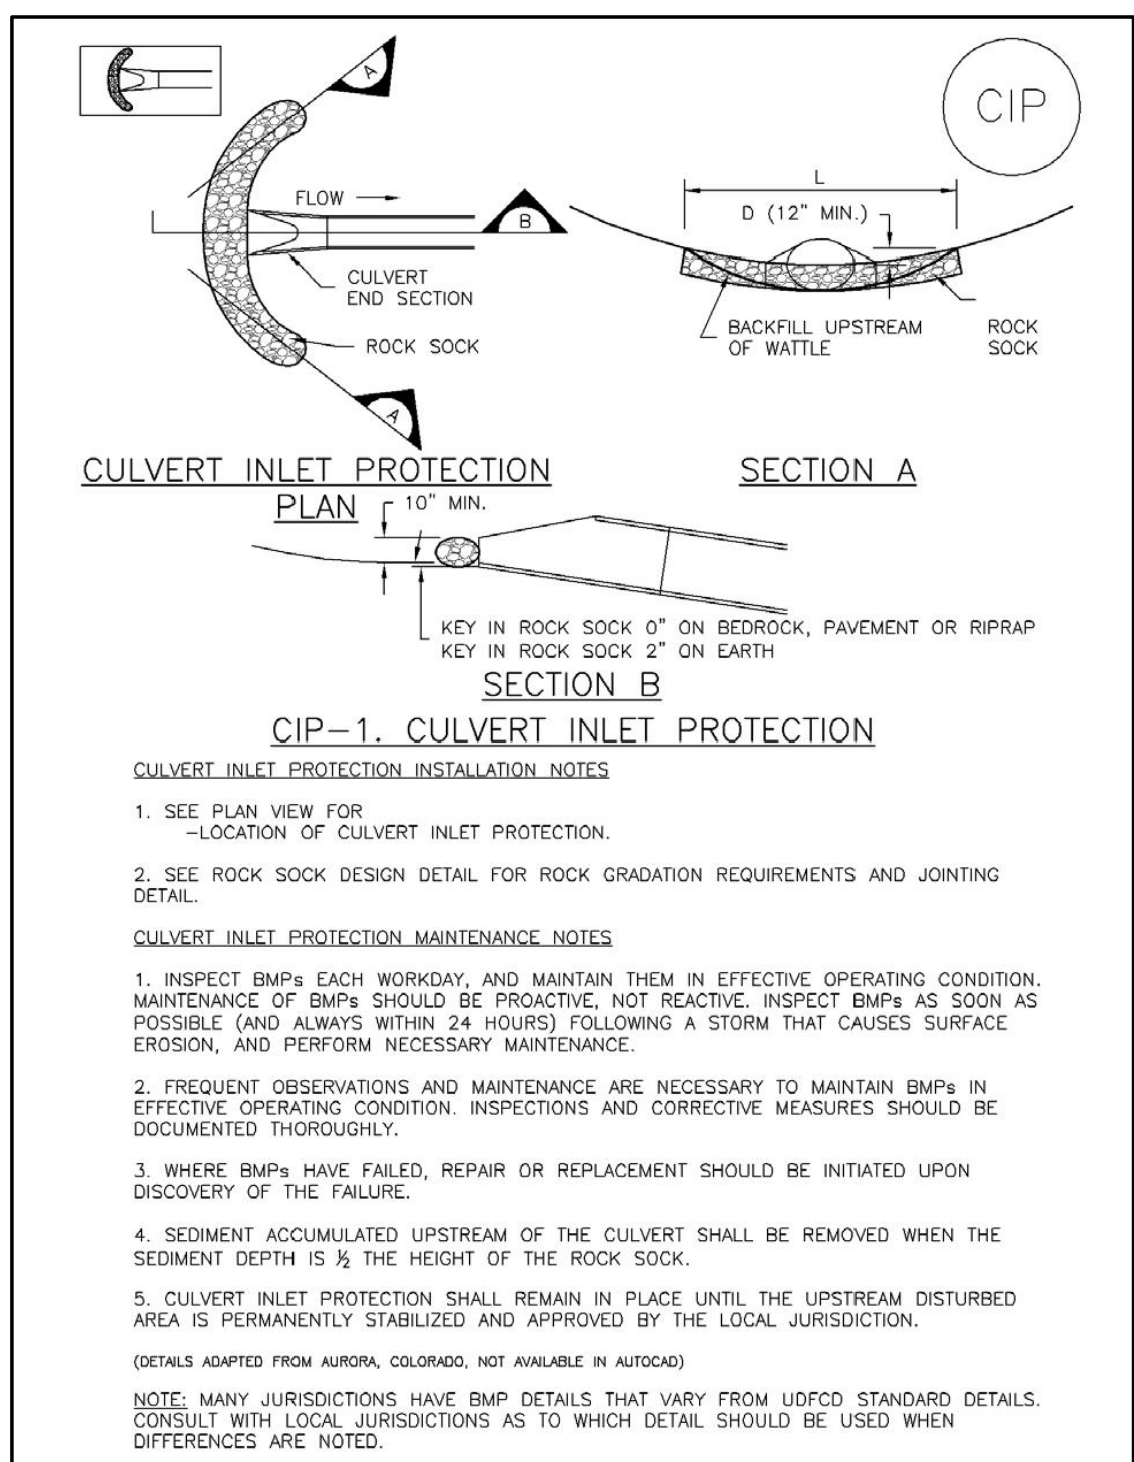 A
CIP
FLOW
B
L
D (12" MIN.)
CULVERT
END SECTION
ROCK SOCK
BACKFILL UPSTREAM
OF WATTLE
ROCK
SOCK
A
CULVERT INLET PROTECTION
PLAN
SECTION A
10" MIN.
KEY IN ROCK SOCK 0" ON BEDROCK, PAVEMENT OR RIPRAP
KEY IN ROCK SOCK 2" ON EARTH
SECTION B
CIP-1. CULVERT INLET PROTECTION
CULVERT INLET PROTECTION INSTALLATION NOTES
1. SEE PLAN VIEW FOR
-LOCATION OF CULVERT INLET PROTECTION.
2. SEE ROCK SOCK DESIGN DETAIL FOR ROCK GRADATION REQUIREMENTS AND JOINTING
DETAIL.
CULVERT INLET PROTECTION MAINTENANCE NOTES
1. INSPECT BMPs EACH WORKDAY, AND MAINTAIN THEM IN EFFECTIVE OPERATING CONDITION.
MAINTENANCE OF BMPs SHOULD BE PROACTIVE, NOT REACTIVE. INSPECT BMPs AS SOON AS
POSSIBLE (AND ALWAYS WITHIN 24 HOURS) FOLLOWING A STORM THAT CAUSES SURFACE
EROSION, AND PERFORM NECESSARY MAINTENANCE.
2. FREQUENT OBSERVATIONS AND MAINTENANCE ARE NECESSARY TO MAINTAIN BMPs IN
EFFECTIVE OPERATING CONDITION. INSPECTIONS AND CORRECTIVE MEASURES SHOULD BE
DOCUMENTED THOROUGHLY.
3. WHERE BMPs HAVE FAILED, REPAIR OR REPLACEMENT SHOULD BE INITIATED UPON
DISCOVERY OF THE FAILURE.
4. SEDIMENT ACCUMULATED UPSTREAM OF THE CULVERT SHALL BE REMOVED WHEN THE
SEDIMENT DEPTH IS ½ THE HEIGHT OF THE ROCK SOCK.
5. CULVERT INLET PROTECTION SHALL REMAIN IN PLACE UNTIL THE UPSTREAM DISTURBED
AREA IS PERMANENTLY STABILIZED AND APPROVED BY THE LOCAL JURISDICTION.
(DETAILS ADAPTED FROM AURORA, COLORADO, NOT AVAILABLE IN AUTOCAD)
NOTE: MANY JURISDICTIONS HAVE BMP DETAILS THAT VARY FROM UDFCD STANDARD DETAILS.
CONSULT WITH LOCAL JURISDICTIONS AS TO WHICH DETAIL SHOULD BE USED WHEN
DIFFERENCES ARE NOTED.